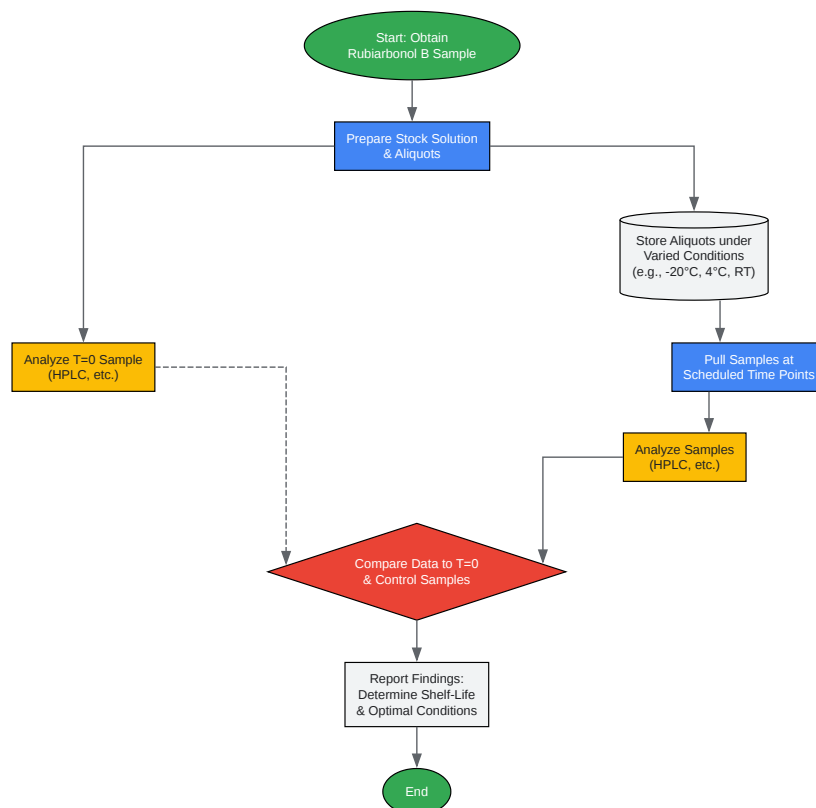 Start: Obtain
Rubiarbonol B Sample
Prepare Stock Solution
& Aliquots
Store Aliquots under
Varied Conditions
(e.g., -20°C, 4°C, RT)
Analyze T=0 Sample
(HPLC, etc.)
Pull Samples at
Scheduled Time Points
Analyze Samples
(HPLC, etc.)
Compare Data to T=0
& Control Samples
Report Findings:
Determine Shelf-Life
& Optimal Conditions
End